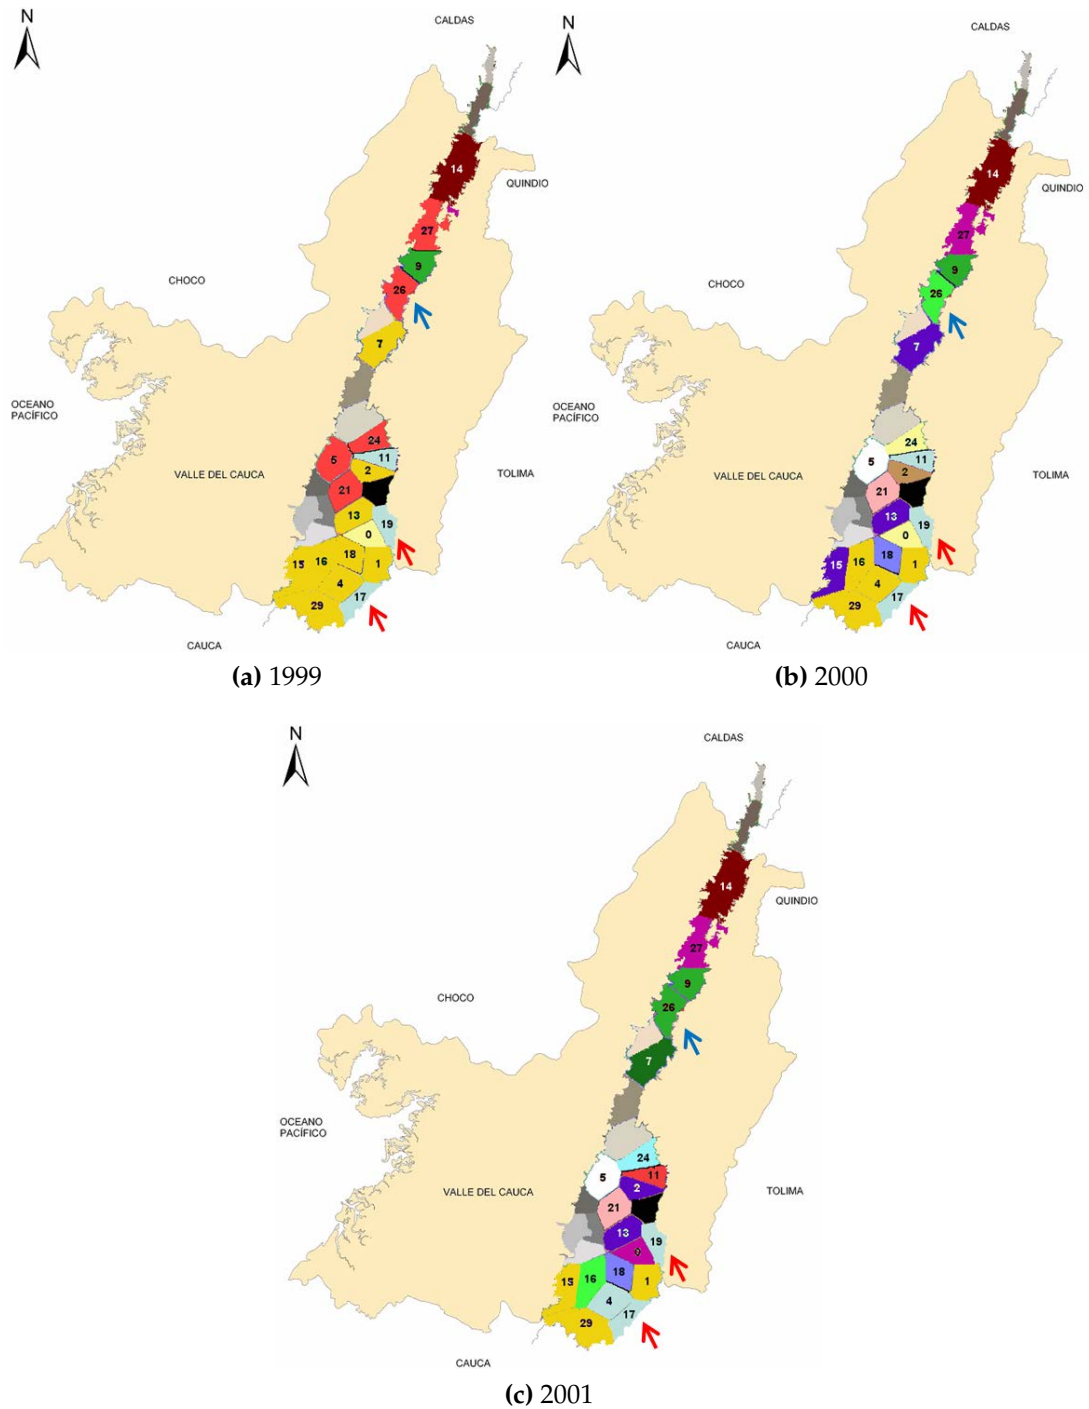 N
CALDAS
14
QUINDIO
27
9
CHOCO
26
7
OCEANO
PACÍFICO
24
5
11
VALLE DEL CAUCA
2
TOLIMA
21
13
19
0
18
15
16
1
4
17
29
CAUCA
(a) 1999
N
CALDAS
14
QUINDIO
27
9
CHOCO
26
7
OCEANO
PACÍFICO
24
5
11
VALLE DEL CAUCA
2
TOLIMA
21
13
19
0
18
15
16
1
4
17
29
CAUCA
(b) 2000
N
CALDAS
14
QUINDIO
27
9
CHOCO
26
7
OCEANO
PACÍFICO
24
5
11
VALLE DEL CAUCA
2
TOLIMA
21
13
19
0
18
15
16
1
4
17
29
CAUCA
(c) 2001